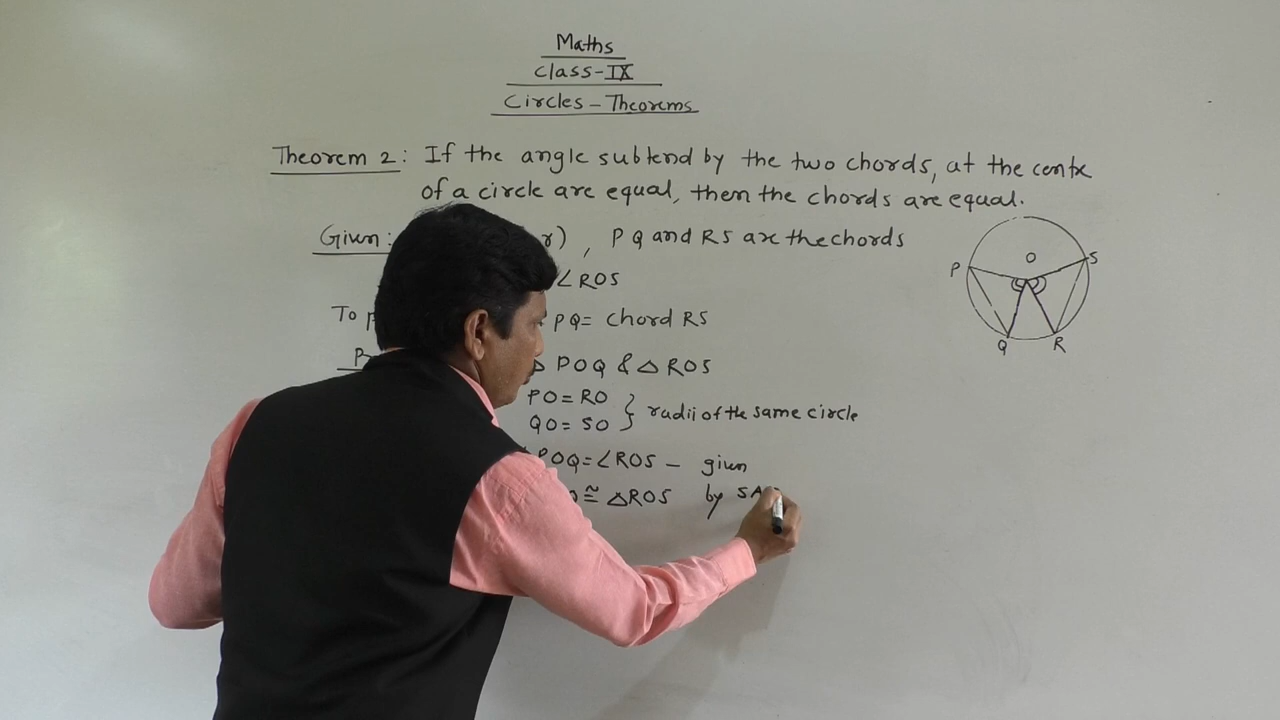 Maths
Class-IX
Circles - Theorems
Theorem 2: If the angle subtend by the two chords, at the centre
of a circle are equal, then the chords are equal.
Given: r) , PQ and RS are the chords
∠ROS
To PQ = chord RS
△POQ & △ROS
PO = RO
QO = SO } radii of the same circle
POQ = ∠ROS - given
≅ △ROS by SA
P
O
S
Q
R